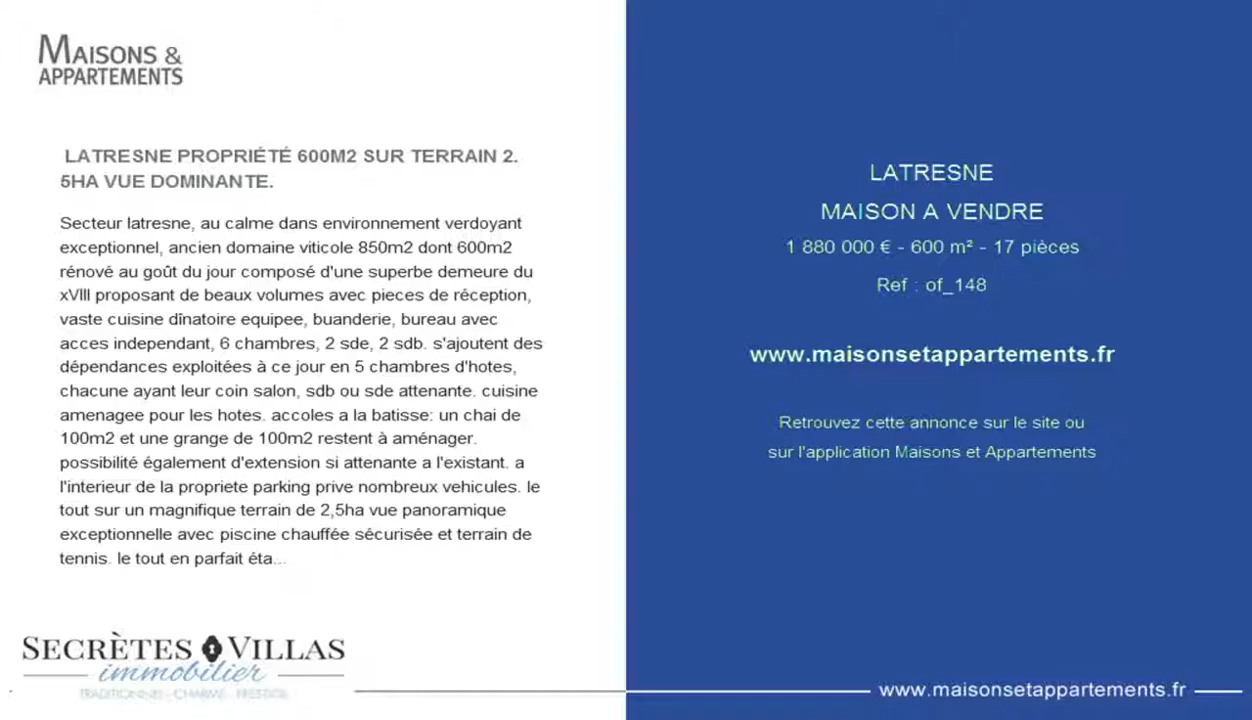 MAISONS &
APPARTEMENTS
LATRESNE PROPRIÉTÉ 600M2 SUR TERRAIN 2.
5HA VUE DOMINANTE.
Secteur latresne, au calme dans environnement verdoyant
exceptionnel, ancien domaine viticole 850m2 dont 600m2
rénové au goût du jour composé d'une superbe demeure du
xVIII proposant de beaux volumes avec pieces de réception,
vaste cuisine dînatoire equipee, buanderie, bureau avec
acces independant, 6 chambres, 2 sde, 2 sdb. s'ajoutent des
dépendances exploitées à ce jour en 5 chambres d'hotes,
chacune ayant leur coin salon, sdb ou sde attenante. cuisine
amenagee pour les hotes. accoles a la batisse: un chai de
100m2 et une grange de 100m2 restent à aménager.
possibilité également d'extension si attenante a l'existant. a
l'interieur de la propriete parking prive nombreux vehicules. le
tout sur un magnifique terrain de 2,5ha vue panoramique
exceptionnelle avec piscine chauffée sécurisée et terrain de
tennis. le tout en parfait éta...
SECRÈTES VILLAS
immobilier
TRADITIONNEL - CHARME - PRESTIGE
LATRESNE
MAISON A VENDRE
1 880 000 € - 600 m² - 17 pièces
Ref : of_148
www.maisonsetappartements.fr
Retrouvez cette annonce sur le site ou
sur l'application Maisons et Appartements
www.maisonsetappartements.fr